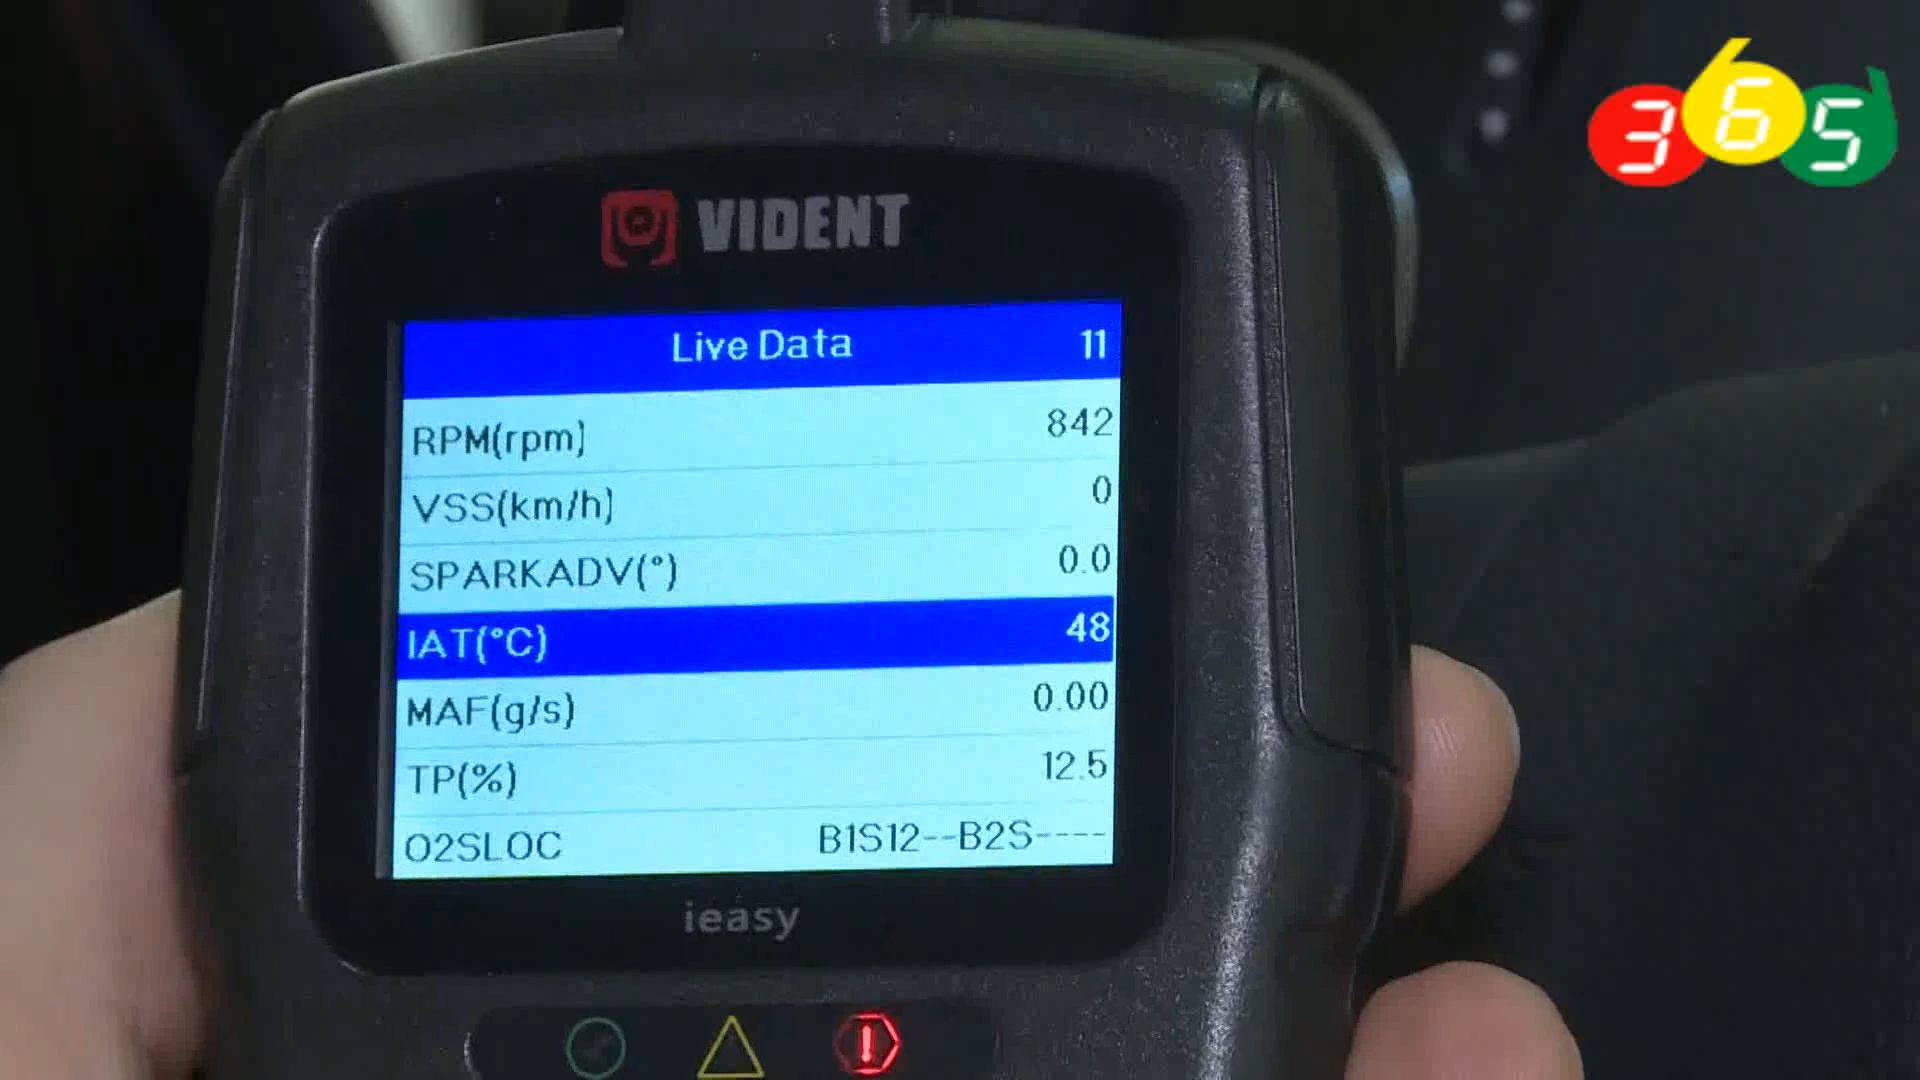 365
VIDENT
Live Data 11
RPM(rpm) 842
VSS(km/h) 0
SPARKADV(°) 0.0
IAT(°C) 48
MAF(g/s) 0.00
TP(%) 12.5
O2SLOC B1S12--B2S----
ieasy